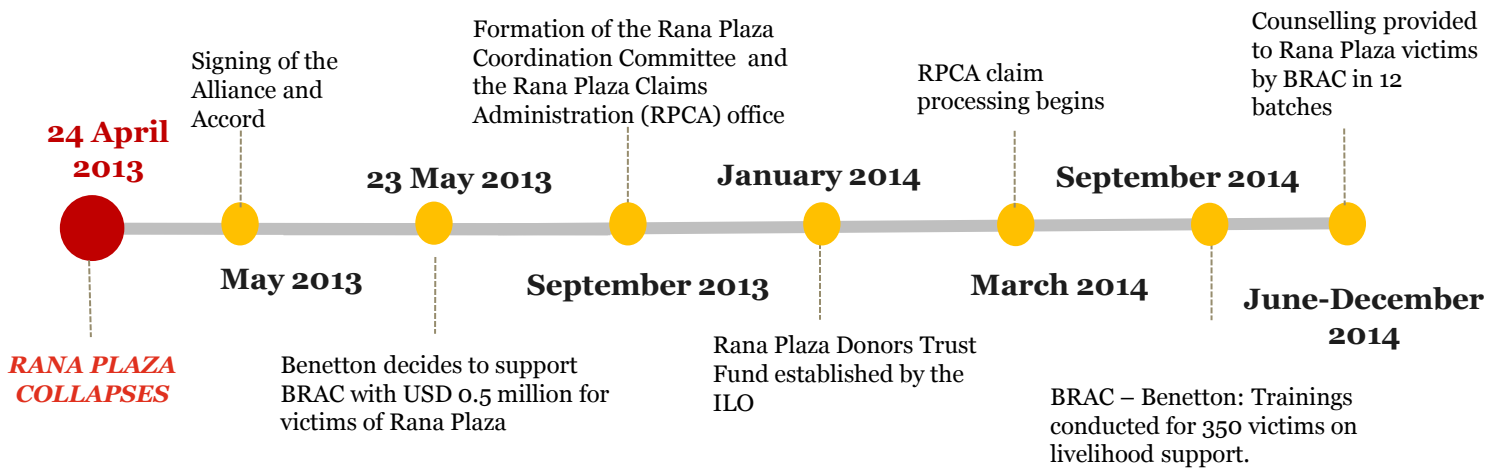 24 April
2013
RANA PLAZA
COLLAPSES
Signing of the
Alliance and
Accord
May 2013
23 May 2013
Benetton decides to support
BRAC with USD 0.5 million for
victims of Rana Plaza
Formation of the Rana Plaza
Coordination Committee and
the Rana Plaza Claims
Administration (RPCA) office
September 2013
January 2014
Rana Plaza Donors Trust
Fund established by the
ILO
RPCA claim
processing begins
March 2014
September 2014
BRAC – Benetton: Trainings
conducted for 350 victims on
livelihood support.
Counselling provided
to Rana Plaza victims
by BRAC in 12
batches
June-December
2014